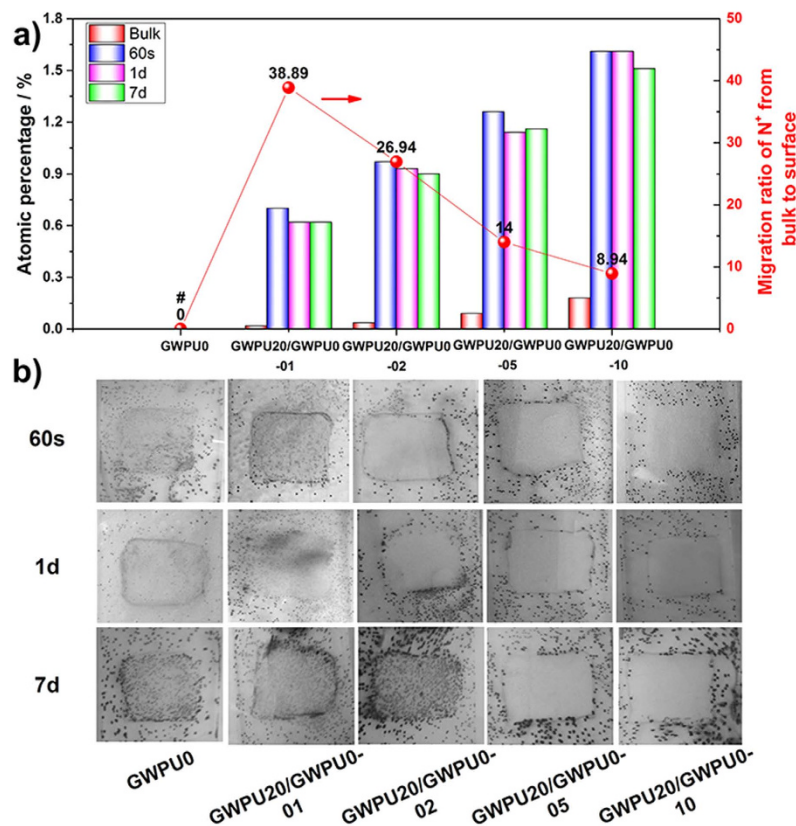 a)
Atomic percentage / %
1.8
1.5
1.2
0.9
0.6
0.3
0.0
Bulk
60s
1d
7d
#
0
38.89
26.94
14
8.94
50
40
30
20
10
0
Migration ratio of N⁺ from
bulk to surface
GWPU0
GWPU20/GWPU0
-01
GWPU20/GWPU0
-02
GWPU20/GWPU0
-05
GWPU20/GWPU0
-10
b)
60s
1d
7d
GWPU0
GWPU20/GWPU0-
01
GWPU20/GWPU0-
02
GWPU20/GWPU0-
05
GWPU20/GWPU0-
10